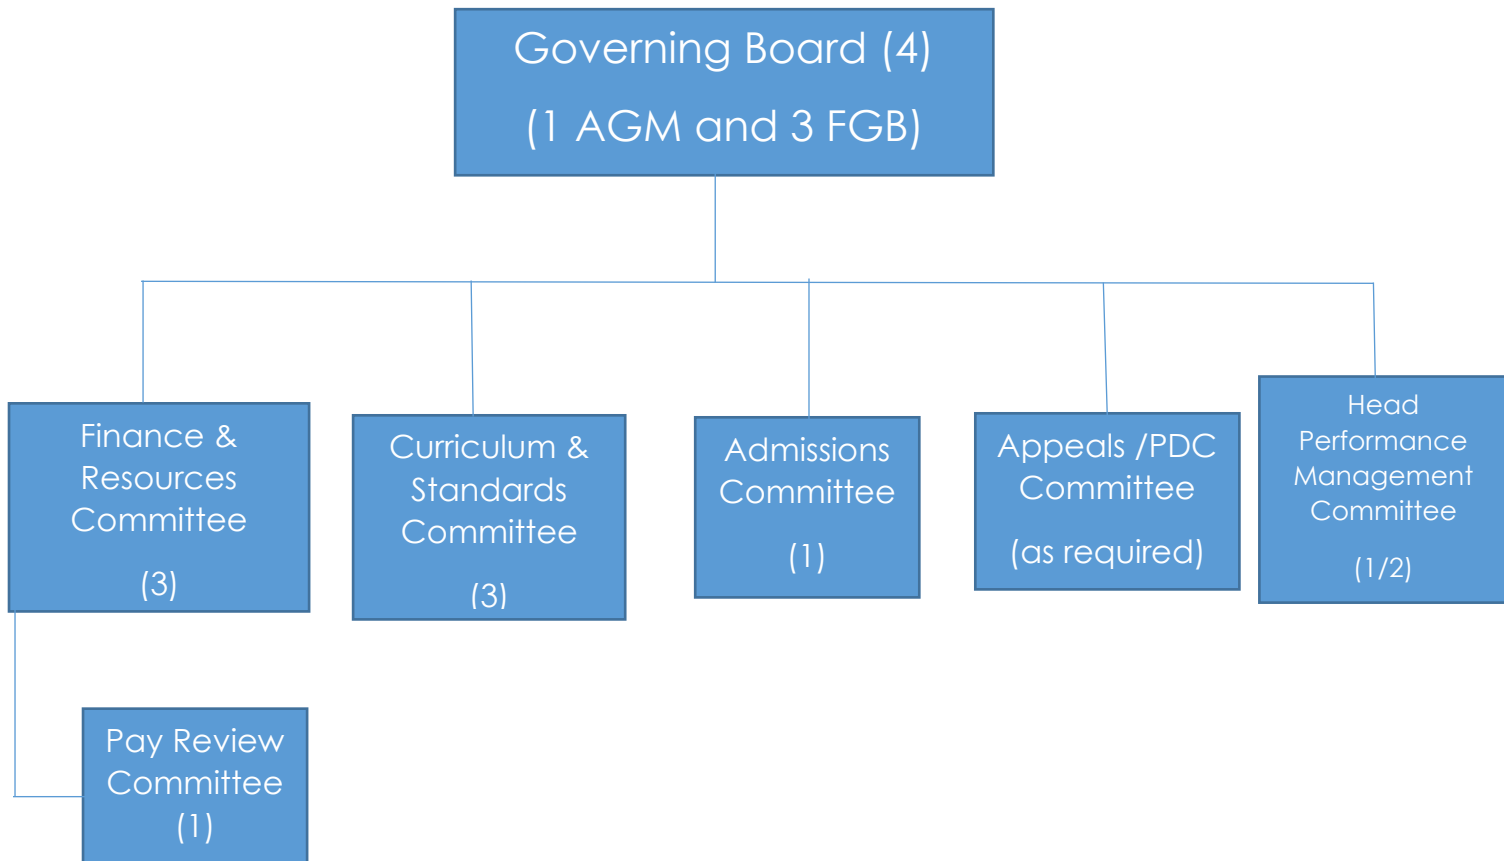 Governing Board (4)
(1 AGM and 3 FGB)
Finance &
Resources
Committee
(3)
Curriculum &
Standards
Committee
(3)
Admissions
Committee
(1)
Appeals /PDC
Committee
(as required)
Head
Performance
Management
Committee
(1/2)
Pay Review
Committee
(1)